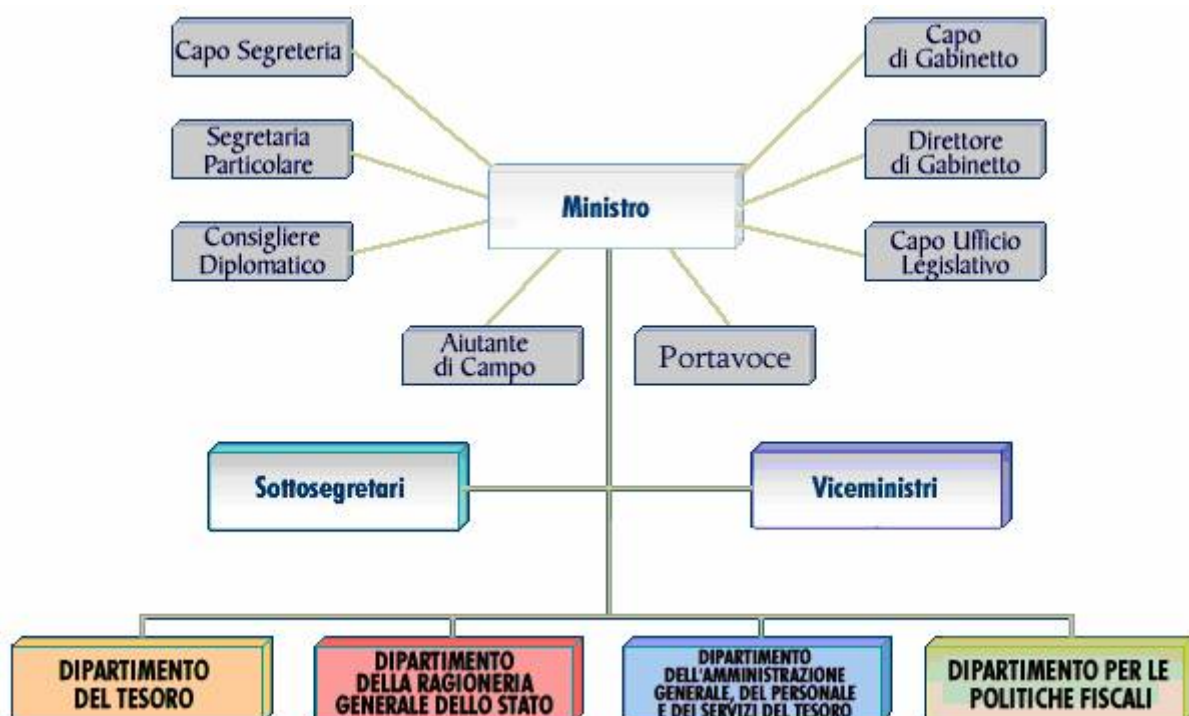 Capo Segreteria
Capo
di Gabinetto
Segretaria
Particolare
Direttore
di Gabinetto
Ministro
Consigliere
Diplomatico
Capo Ufficio
Legislativo
Aiutante
di Campo
Portavoce
Sottosegretari
Viceministri
DIPARTIMENTO
DEL TESORO
DIPARTIMENTO
DELLA RAGIONERIA
GENERALE DELLO STATO
DIPARTIMENTO
DELL'AMMINISTRAZIONE
GENERALE, DEL PERSONALE
E DEI SERVIZI DEL TESORO
DIPARTIMENTO PER LE
POLITICHE FISCALI